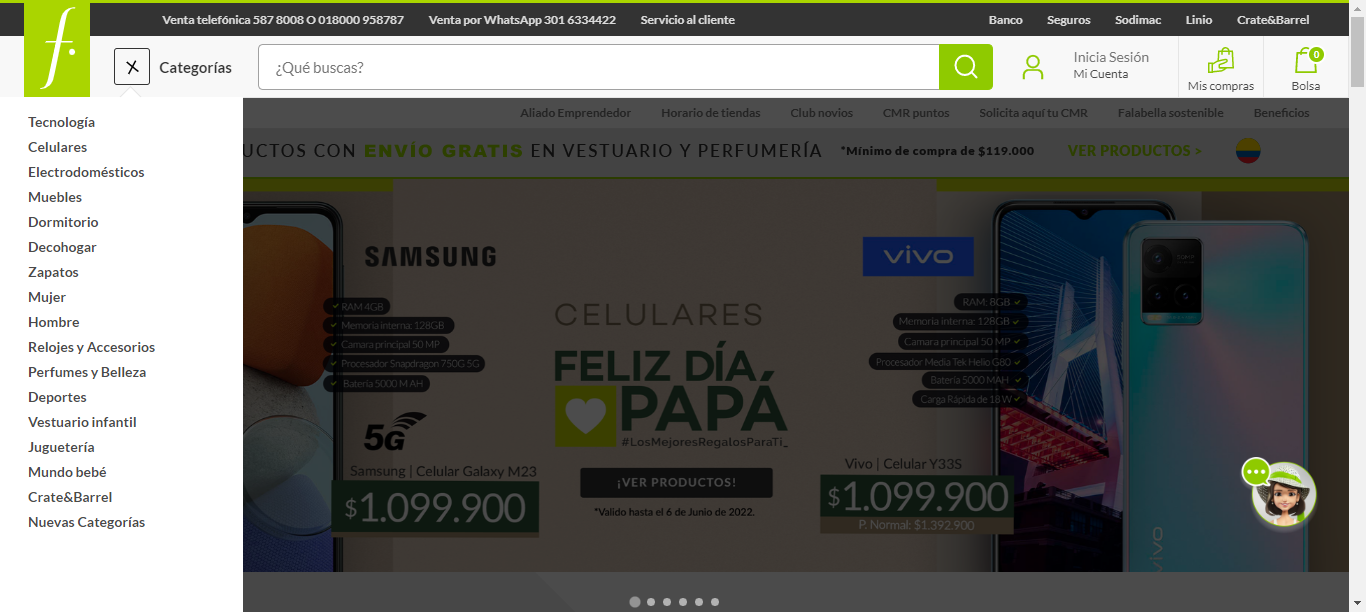 Venta telefónica 587 8008 O 018000 958787 Venta por WhatsApp 301 6334422 Servicio al cliente Banco Seguros Sodimac Linio Crate&Barrel
f.
Categorías
¿Qué buscas?
Inicia Sesión
Mi Cuenta
Mis compras
0
Bolsa
Aliado Emprendedor Horario de tiendas Club novios CMR puntos Solicita aquí tu CMR Falabella sostenible Beneficios
UCTOS CON ENVÍO GRATIS EN VESTUARIO Y PERFUMERÍA *Mínimo de compra de $119.000 VER PRODUCTOS >
Tecnología
Celulares
Electrodomésticos
Muebles
Dormitorio
Decohogar
Zapatos
Mujer
Hombre
Relojes y Accesorios
Perfumes y Belleza
Deportes
Vestuario infantil
Juguetería
Mundo bebé
Crate&Barrel
Nuevas Categorías
SAMSUNG
RAM 4GB
Memoria interna: 128GB
Camara principal 50 MP
Procesador Snapdragon 750G 5G
Bateria 5000 M AH
5G
Samsung | Celular Galaxy M23
$1.099.900
CELULARES
FELIZ DÍA
PAPÁ
#LosMejoresRegalosParaTi_
¡VER PRODUCTOS!
*Valido hasta el 6 de Junio de 2022.
vivo
RAM: 8GB
Memoria interna: 128GB
Camara principal 50 MP
Procesador Media Tek Helio G80
Bateria 5000 MAH
Carga Rápida de 18 W
Vivo | Celular Y33S
$1.099.900
P. Normal: $1.392.900
vivo